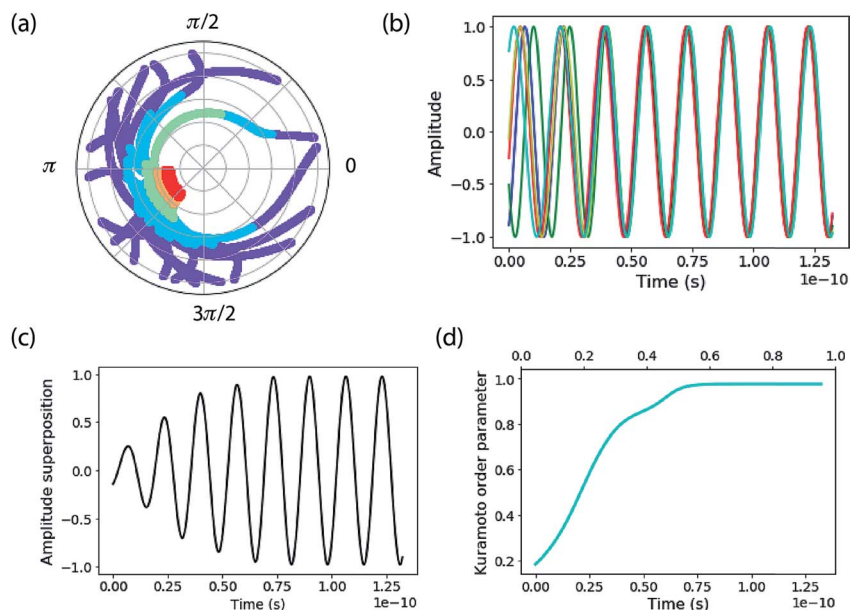 (a)
π/2
π
0
3π/2
(b)
1.0
0.5
0.0
−0.5
−1.0
Amplitude
0.00 0.25 0.50 0.75 1.00 1.25
Time (s)
1e−10
(c)
1.0
0.5
0.0
−0.5
−1.0
Amplitude superposition
0.00 0.25 0.50 0.75 1.00 1.25
Time (s)
1e−10
(d)
0.0 0.2 0.4 0.6 0.8 1.0
1.0
0.8
0.6
0.4
0.2
Kuramoto order parameter
0.00 0.25 0.50 0.75 1.00 1.25
Time (s)
1e−10